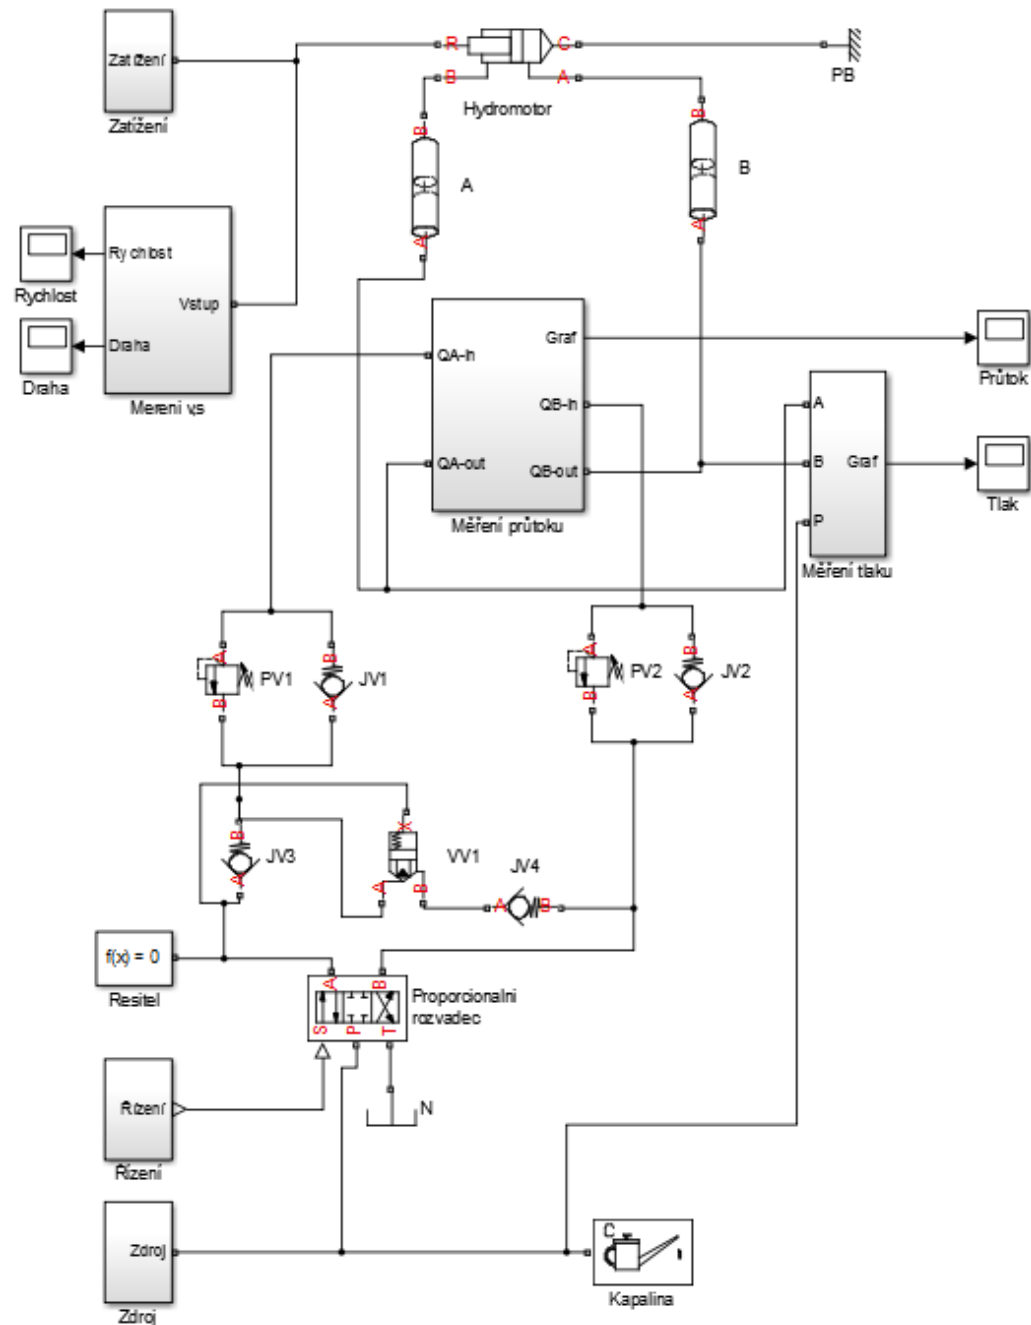 Zatížení
Zatížení
R
C
B
A
PB
Hydromotor
B
A
A
B
B
A
Rychlost
Vstup
Draha
Rychlost
Draha
Mereni v,s
QA-In
QA-out
Graf
QB-In
QB-out
Měření průtoku
Průtok
A
B
P
Graf
Měření tlaku
Tlak
A
B
PV1
B
A
JV1
A
B
PV2
B
A
JV2
B
A
JV3
X
A
B
VV1
JV4
A
B
f(x) = 0
Resitel
A
B
S
P
T
Proporcionalni
rozvadec
N
Řízení
Řízení
Zdroj
Zdroj
C
Kapalina